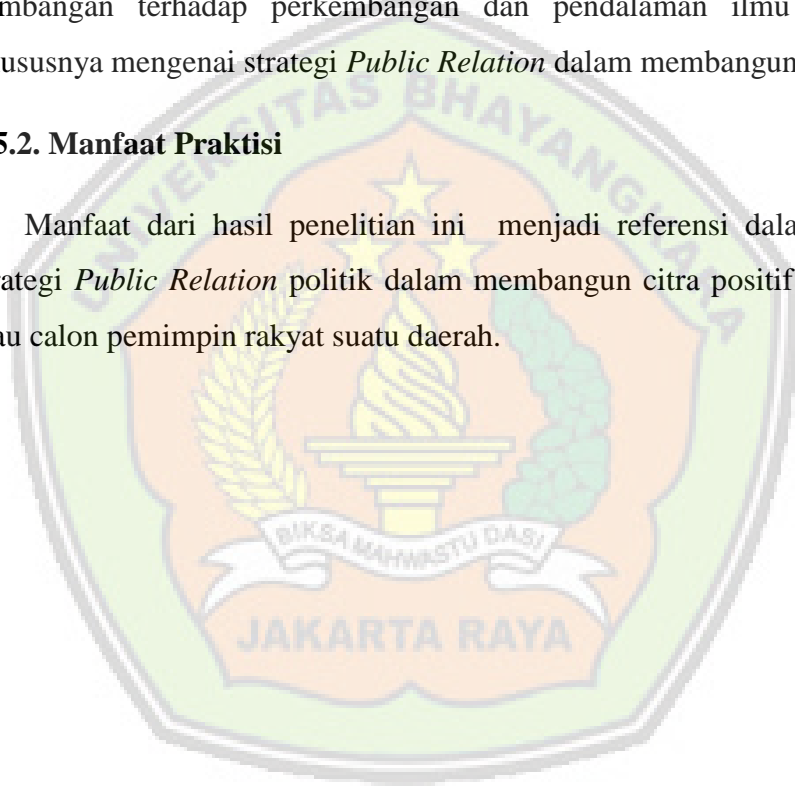 mbangan terhadap perkembangan dan pendalaman ilmu
ususnya mengenai strategi Public Relation dalam membangun
5.2. Manfaat Praktisi
Manfaat dari hasil penelitian ini menjadi referensi dala
rategi Public Relation politik dalam membangun citra positif
au calon pemimpin rakyat suatu daerah.
UNIVERSITAS BHAYANGKARA
BIKSA MAHWASTU DASI
JAKARTA RAYA